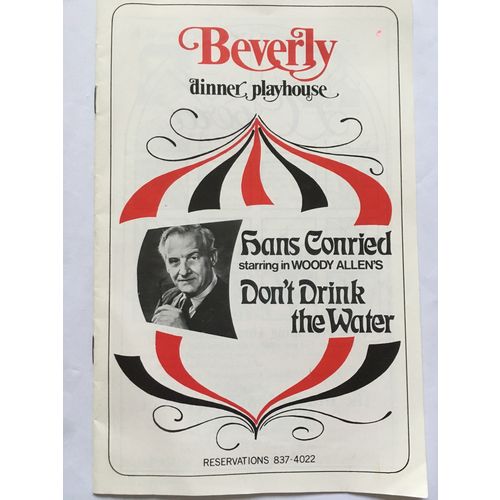 Beverly
dinner playhouse
Hans Conried
starring in WOODY ALLEN'S
Don't Drink
the Water
RESERVATIONS 837-4022